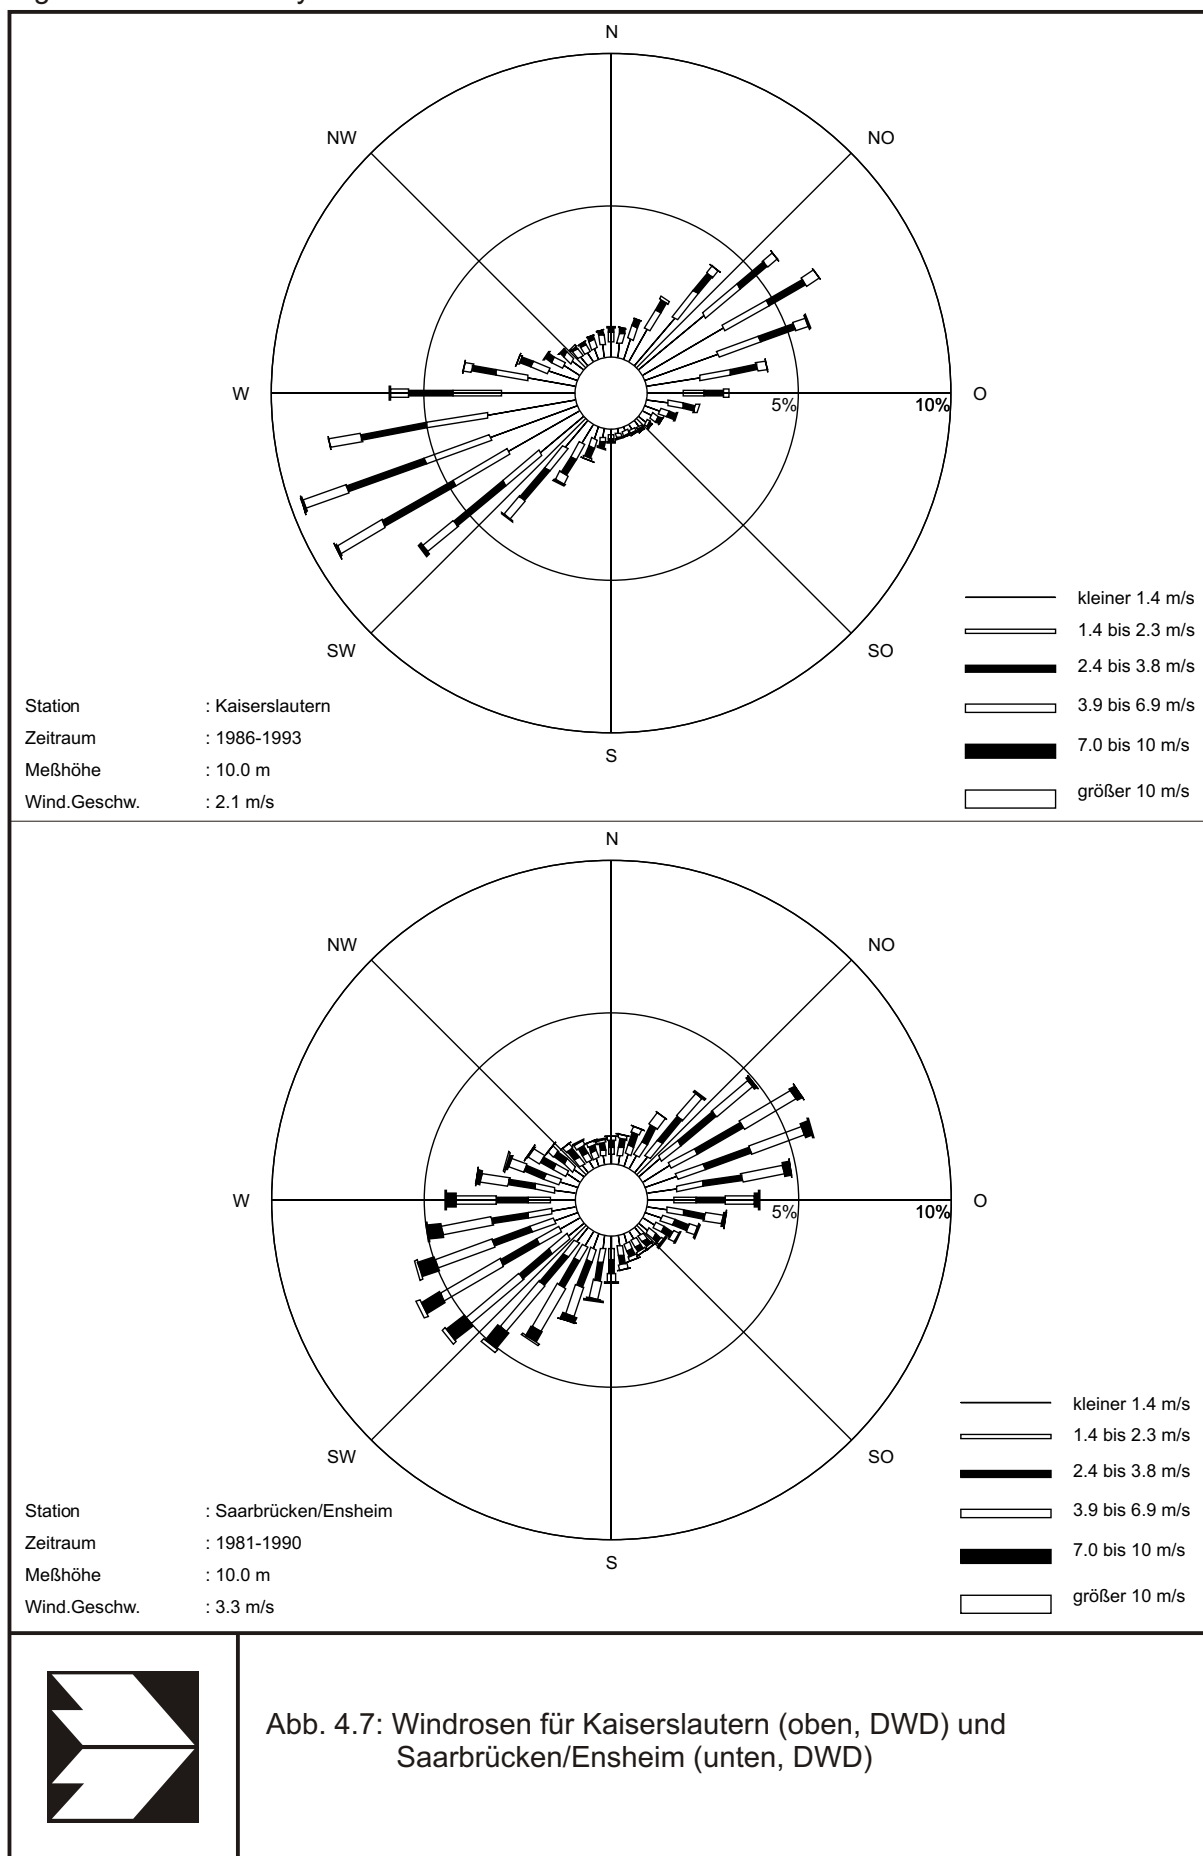 N
NW
NO
W
5%
10%
O
SW
SO
S
kleiner 1.4 m/s
1.4 bis 2.3 m/s
2.4 bis 3.8 m/s
3.9 bis 6.9 m/s
7.0 bis 10 m/s
größer 10 m/s
Station : Kaiserslautern
Zeitraum : 1986-1993
Meßhöhe : 10.0 m
Wind.Geschw. : 2.1 m/s
N
NW
NO
W
5%
10%
O
SW
SO
S
kleiner 1.4 m/s
1.4 bis 2.3 m/s
2.4 bis 3.8 m/s
3.9 bis 6.9 m/s
7.0 bis 10 m/s
größer 10 m/s
Station : Saarbrücken/Ensheim
Zeitraum : 1981-1990
Meßhöhe : 10.0 m
Wind.Geschw. : 3.3 m/s
Abb. 4.7: Windrosen für Kaiserslautern (oben, DWD) und
Saarbrücken/Ensheim (unten, DWD)